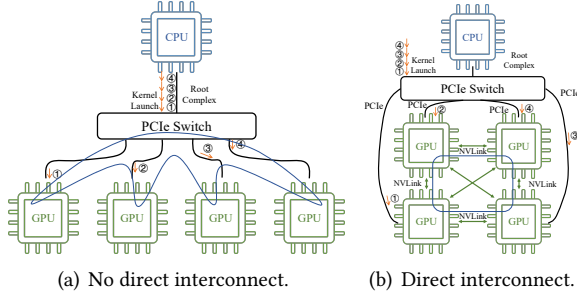 CPU
④
③
②
①
Kernel
Launch
Root
Complex
PCIe Switch
①
②
③
④
GPU
GPU
GPU
GPU
(a) No direct interconnect.
CPU
④
③
②
①
Kernel
Launch
Root
Complex
PCIe Switch
PCIe
PCIe
PCIe
PCIe
②
④
③
GPU
NVLink
GPU
NVLink
NVLink
①
GPU
NVLink
GPU
(b) Direct interconnect.